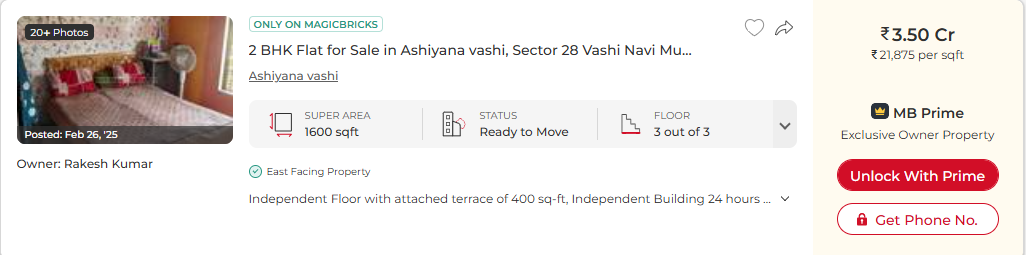 20+ Photos
Posted: Feb 26, '25
Owner: Rakesh Kumar
ONLY ON MAGICBRICKS
2 BHK Flat for Sale in Ashiyana vashi, Sector 28 Vashi Navi Mu...
Ashiyana vashi
SUPER AREA
1600 sqft
STATUS
Ready to Move
FLOOR
3 out of 3
East Facing Property
Independent Floor with attached terrace of 400 sq-ft, Independent Building 24 hours ...
₹3.50 Cr
₹21,875 per sqft
MB Prime
Exclusive Owner Property
Unlock With Prime
Get Phone No.